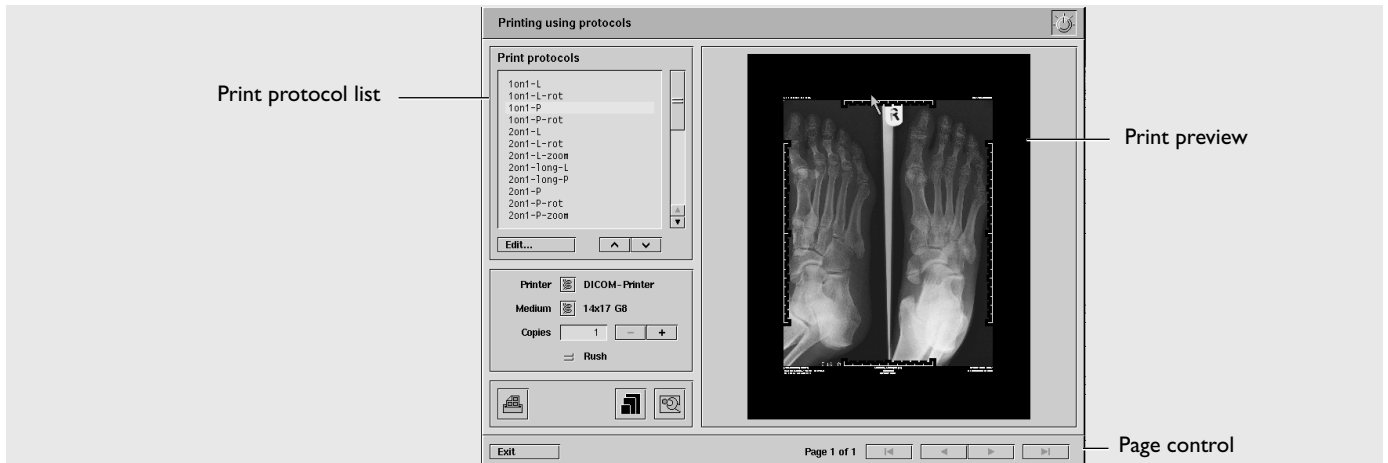 Printing using protocols
Print protocols
1on1-L
1on1-L-rot
1on1-P
1on1-P-rot
2on1-L
2on1-L-rot
2on1-L-zoom
2on1-long-L
2on1-long-P
2on1-P
2on1-P-rot
2on1-P-zoom
Edit...
Printer DICOM-Printer
Medium 14x17 G8
Copies 1 - +
Rush
Exit
Page 1 of 1
R
Print protocol list
Print preview
Page control